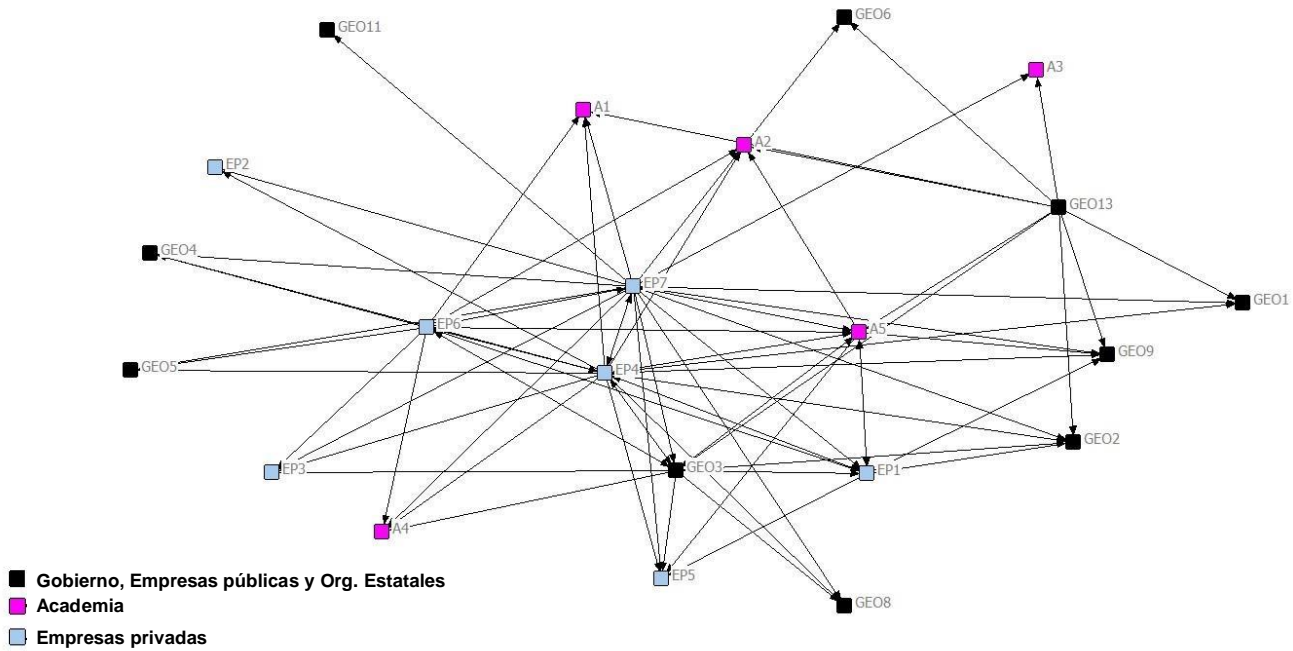 GEO11
GEO6
A3
A1
A2
EP2
GEO13
GEO4
EP7
GEO1
EP6
A5
GEO9
GEO5
EP4
GEO2
EP3
GEO3
EP1
A4
EP5
Gobierno, Empresas públicas y Org. Estatales
GEO8
Academia
Empresas privadas